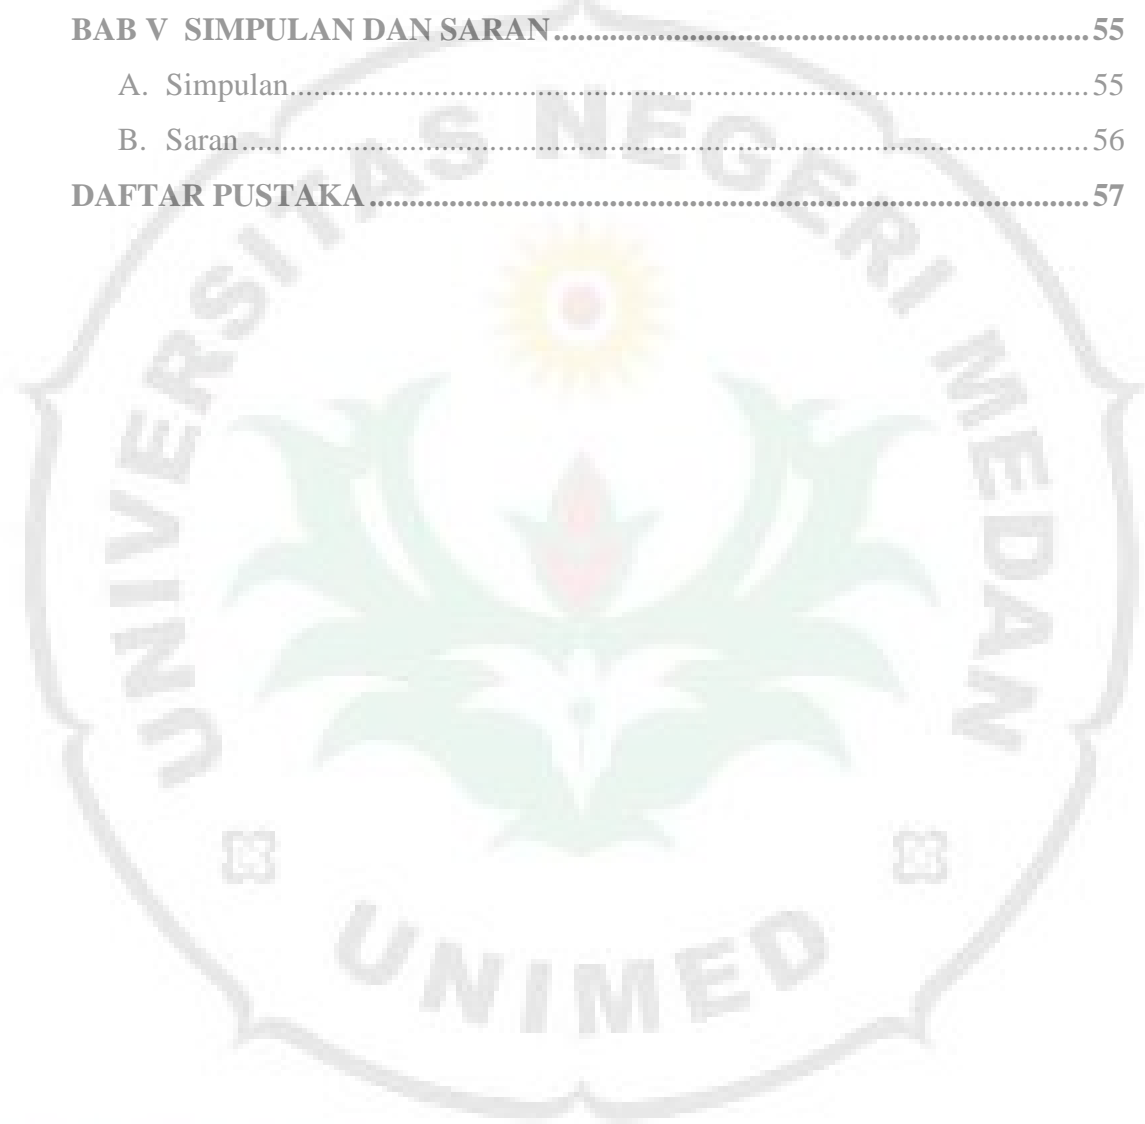 BAB V SIMPULAN DAN SARAN ........ 55
A. Simpulan ........ 55
B. Saran ........ 56
DAFTAR PUSTAKA ........ 57
UNIVERSITAS NEGERI MEDAN
UNIMED